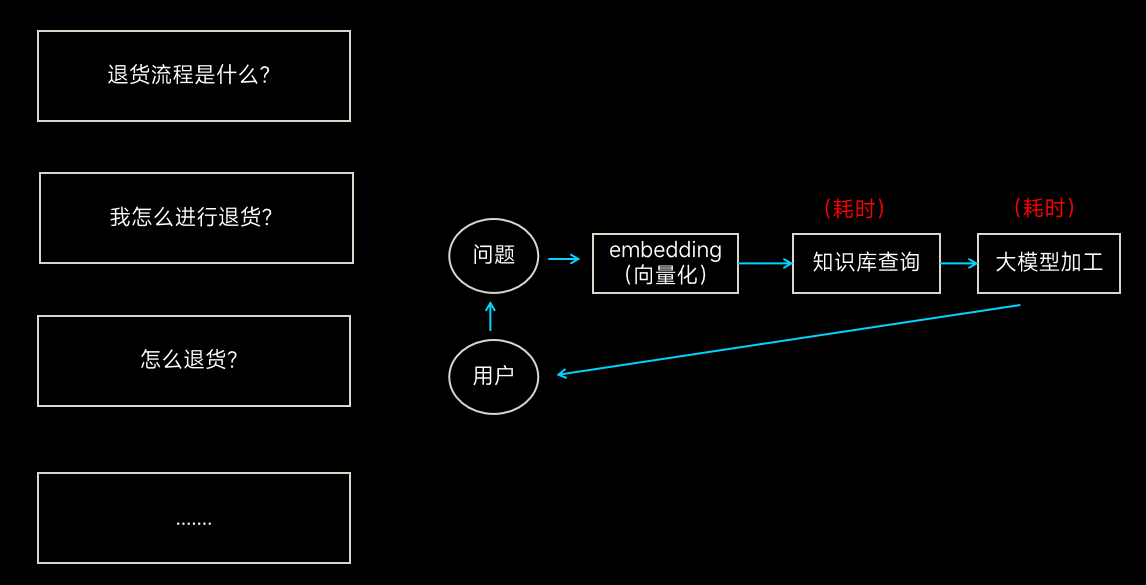 退货流程是什么?
我怎么进行退货?
怎么退货?
.......
问题
用户
embedding
(向量化)
(耗时)
知识库查询
(耗时)
大模型加工